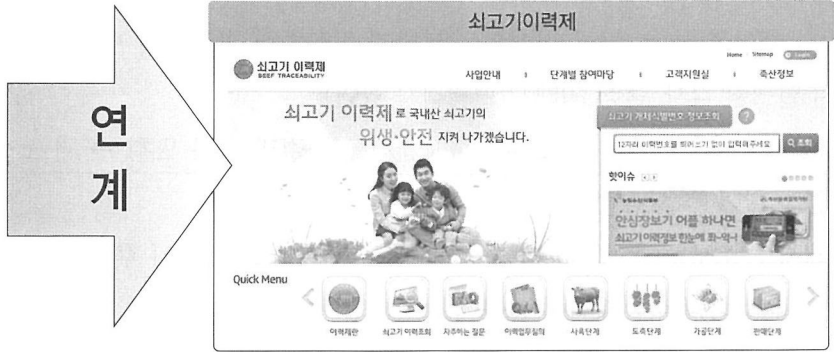 연
계
쇠고기이력제
Home Sitemap Login
쇠고기 이력제
BEEF TRACEABILITY
사업안내 단계별 참여마당 고객지원실 축산정보
쇠고기 이력제로 국내산 쇠고기의
위생·안전 지켜 나가겠습니다.
쇠고기 개체식별번호 정보조회 ?
12자리 이력번호를 띄어쓰기 없이 입력해주세요 조회
핫이슈
안심장보기 어플 하나면
쇠고기 이력정보 한눈에 쫘~악~!
Quick Menu
이력제란 쇠고기 이력조회 자주하는 질문 이력업무질의 사육단계 도축단계 가공단계 판매단계